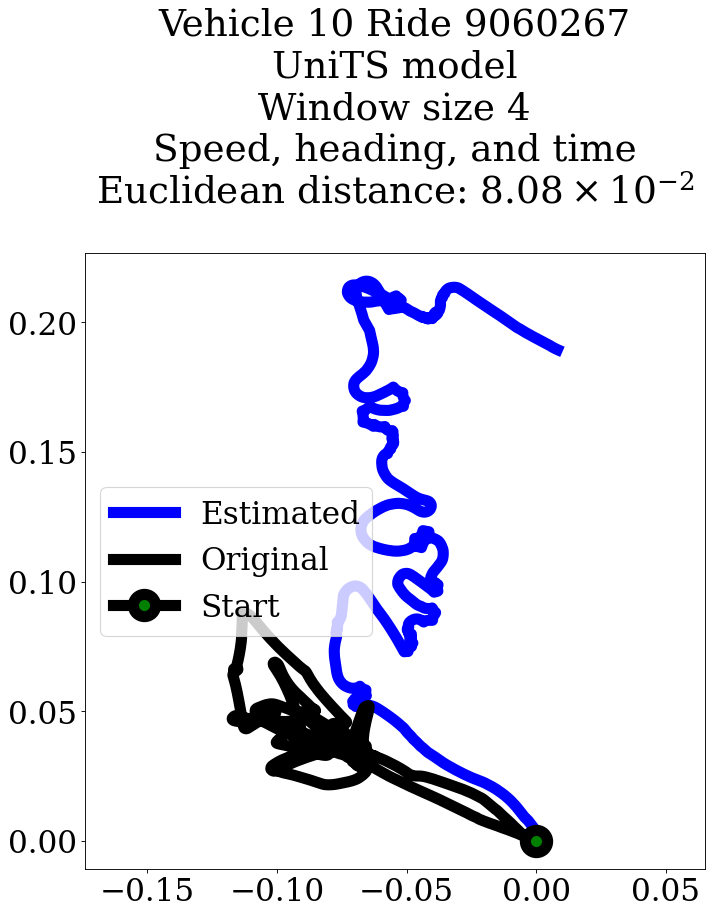 Vehicle 10 Ride 9060267
UniTS model
Window size 4
Speed, heading, and time
Euclidean distance: 8.08 × 10⁻²
0.20
0.15
0.10
0.05
0.00
Estimated
Original
Start
−0.15 −0.10 −0.05 0.00 0.05